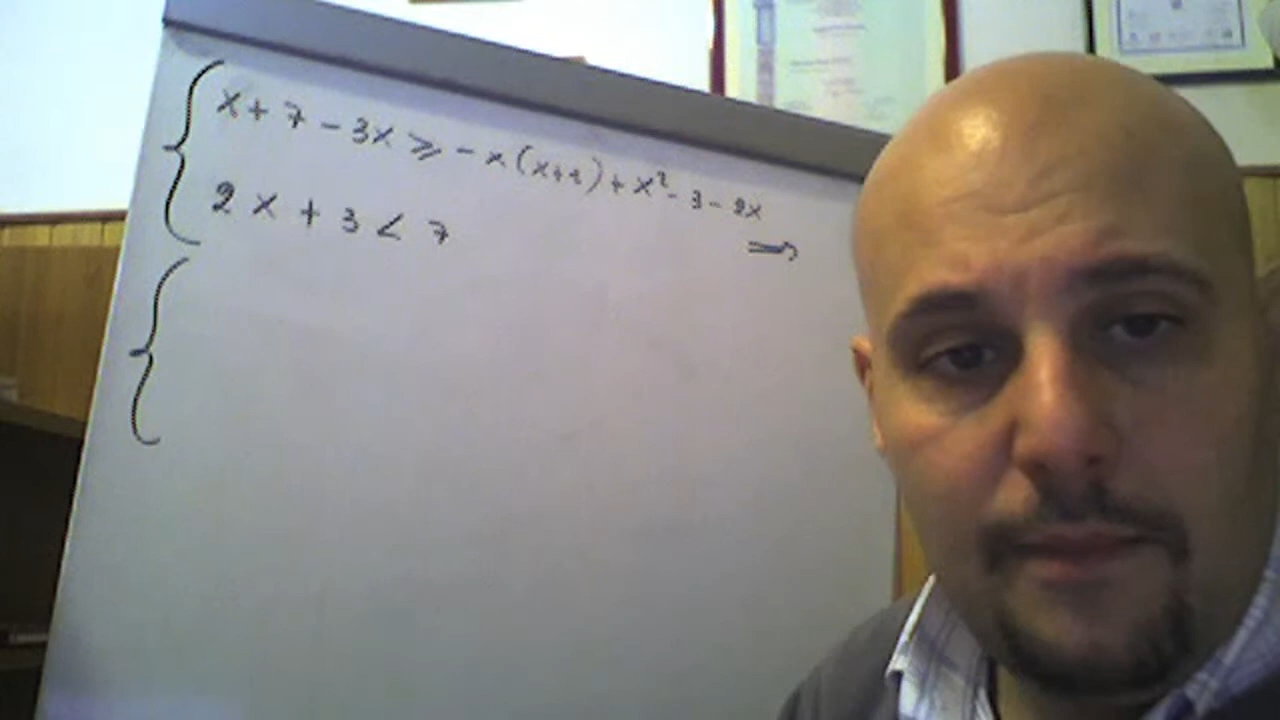 x + 7 - 3x ⩾ - x(x+1) + x² - 3 - 2x
2x + 3 < 7
⇒